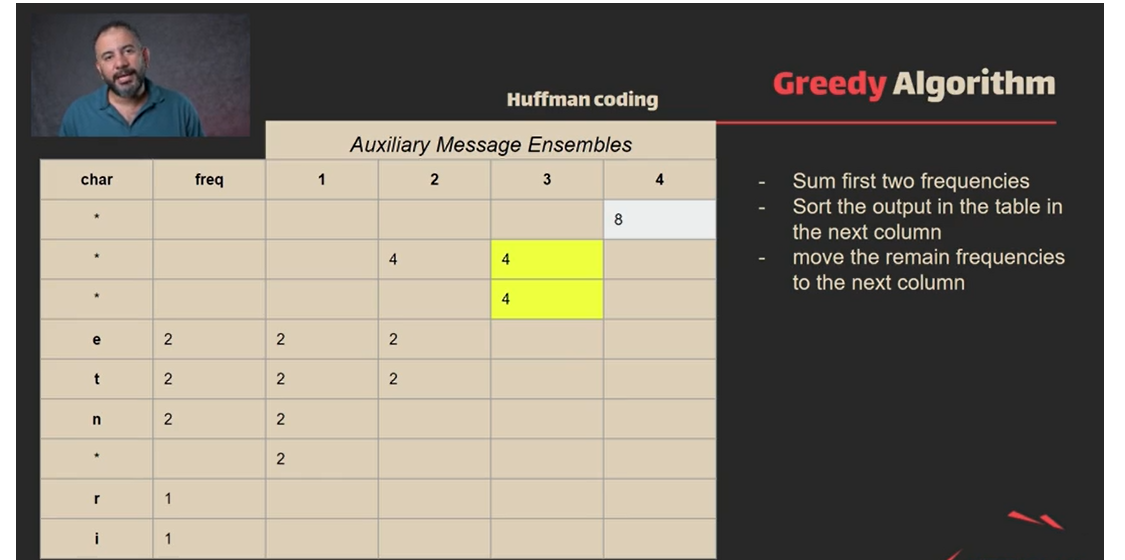 Greedy Algorithm
Huffman coding
Auxiliary Message Ensembles
char freq 1 2 3 4
* 8
* 4 4
* 4
e 2 2 2
t 2 2 2
n 2 2
* 2
r 1
i 1
- Sum first two frequencies
- Sort the output in the table in
the next column
- move the remain frequencies
to the next column